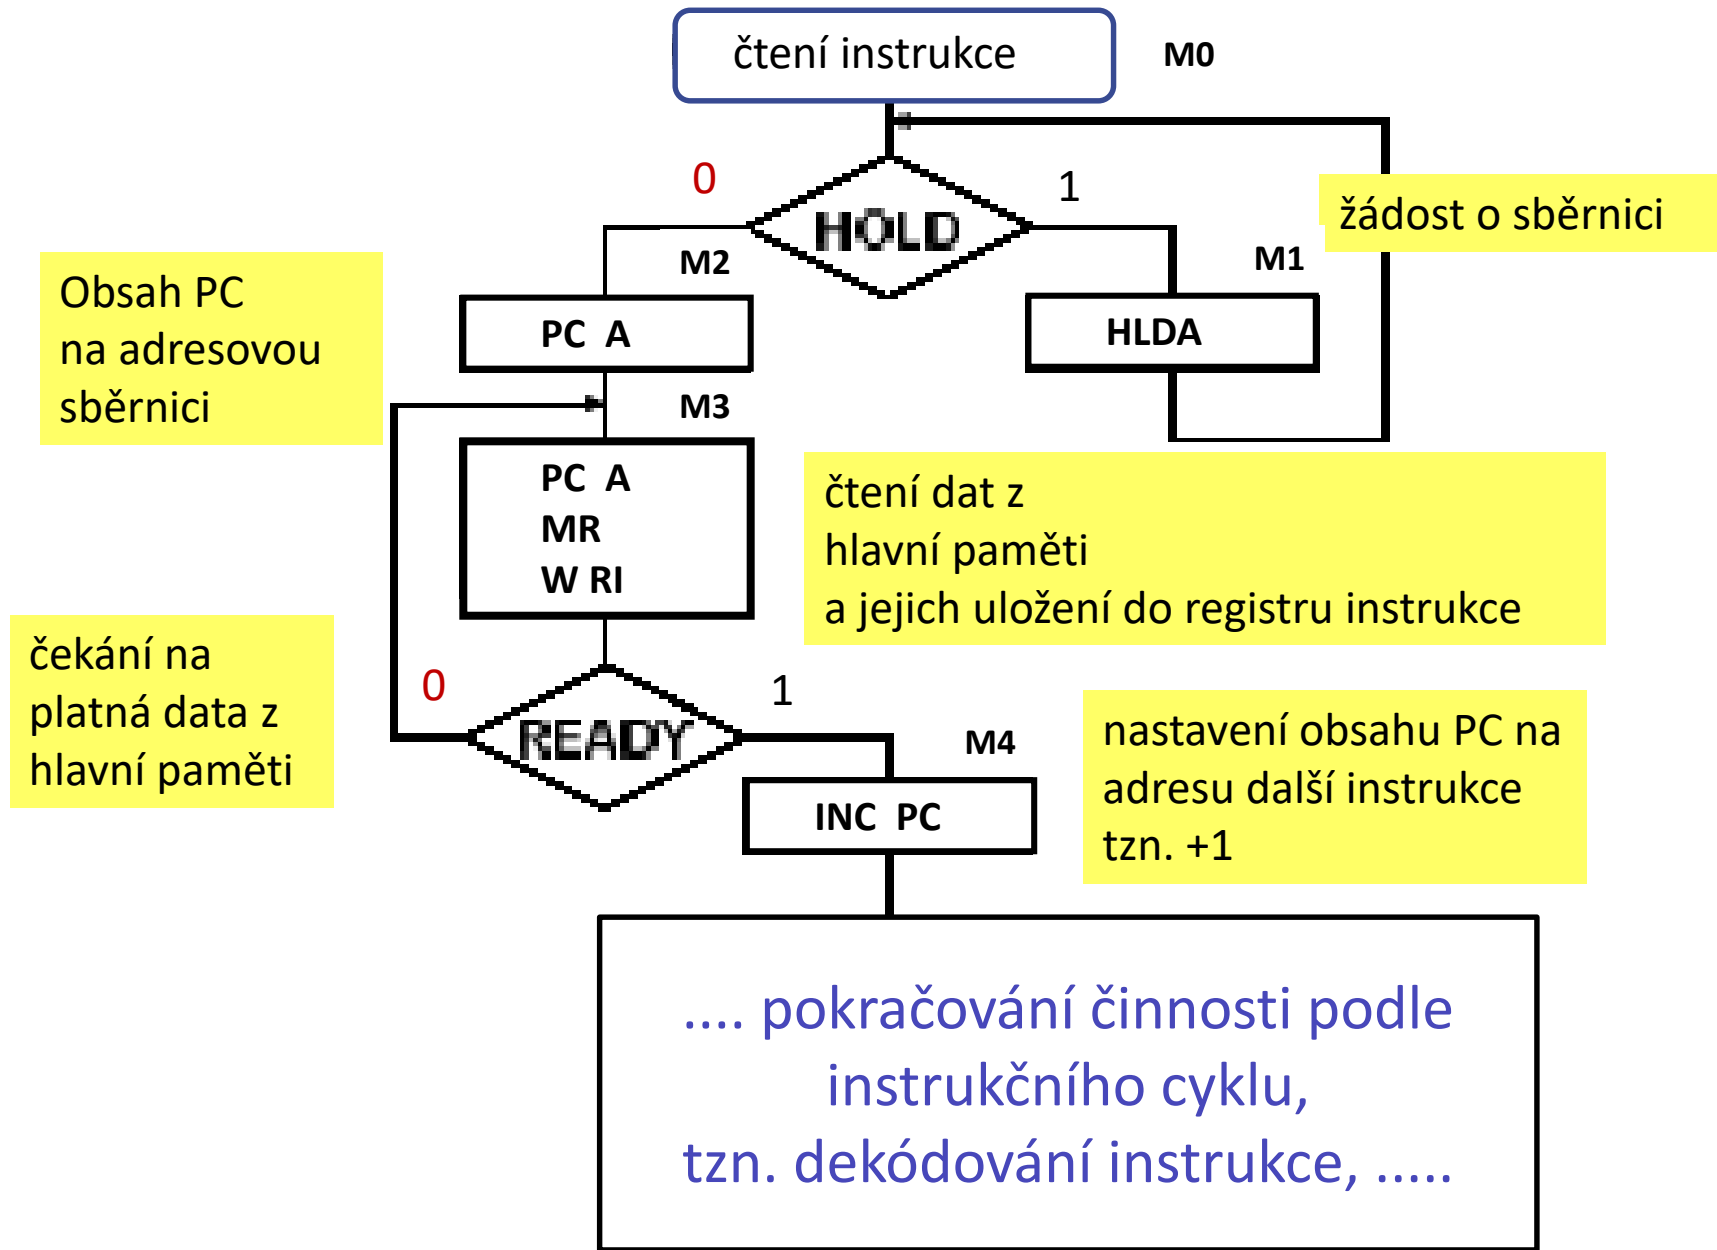 čtení instrukce
M0
0
1
HOLD
žádost o sběrnici
M2
M1
Obsah PC
na adresovou
sběrnici
PC A
HLDA
M3
PC A
MR
W RI
čtení dat z
hlavní paměti
a jejich uložení do registru instrukce
čekání na
platná data z
hlavní paměti
0
1
READY
M4
nastavení obsahu PC na
adresu další instrukce
tzn. +1
INC PC
.... pokračování činnosti podle
instrukčního cyklu,
tzn. dekódování instrukce, .....